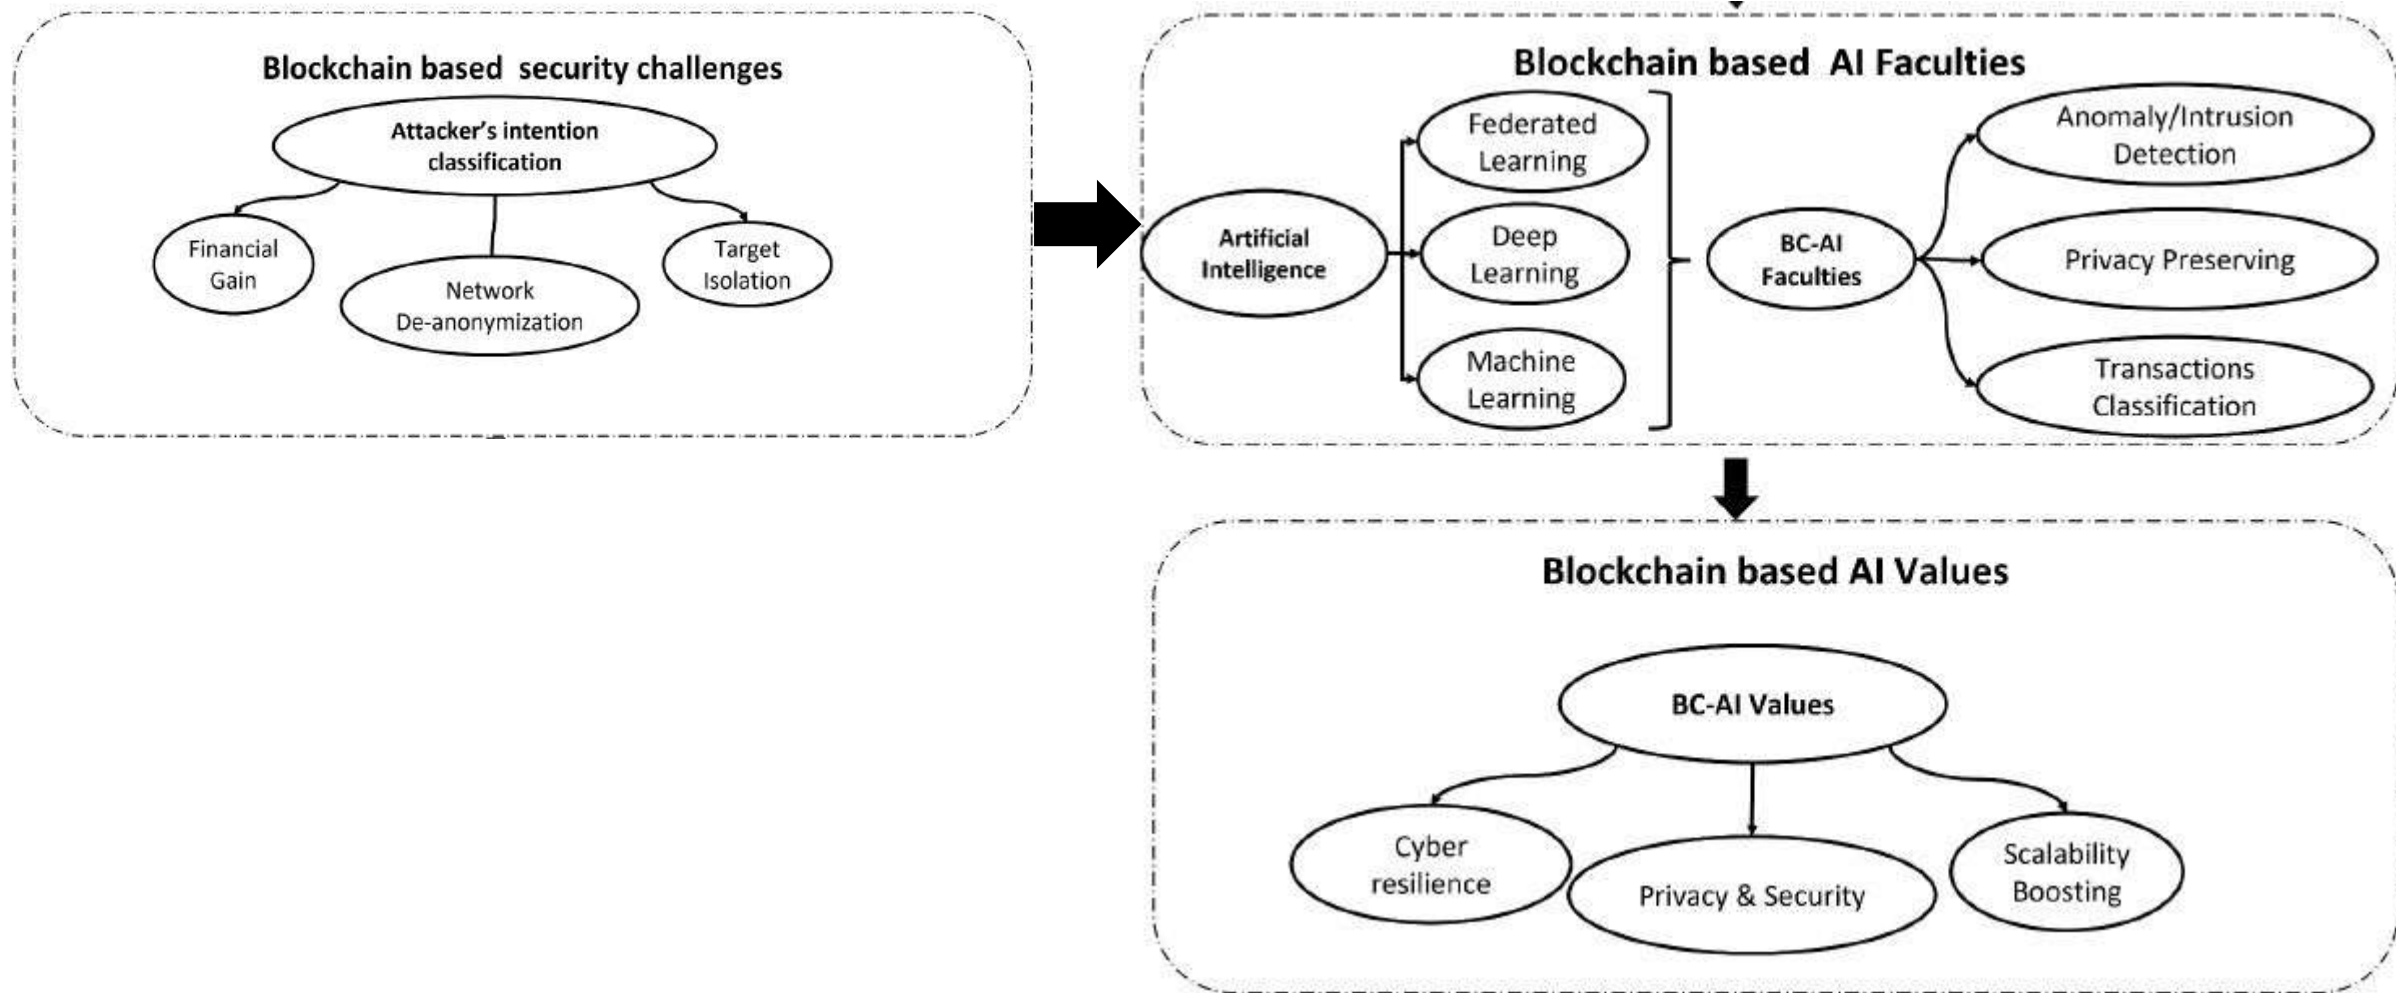 Blockchain based security challenges
Attacker's intention
classification
Financial
Gain
Network
De-anonymization
Target
Isolation
Blockchain based AI Faculties
Artificial
Intelligence
Federated
Learning
Deep
Learning
Machine
Learning
BC-AI
Faculties
Anomaly/Intrusion
Detection
Privacy Preserving
Transactions
Classification
Blockchain based AI Values
BC-AI Values
Cyber
resilience
Privacy & Security
Scalability
Boosting